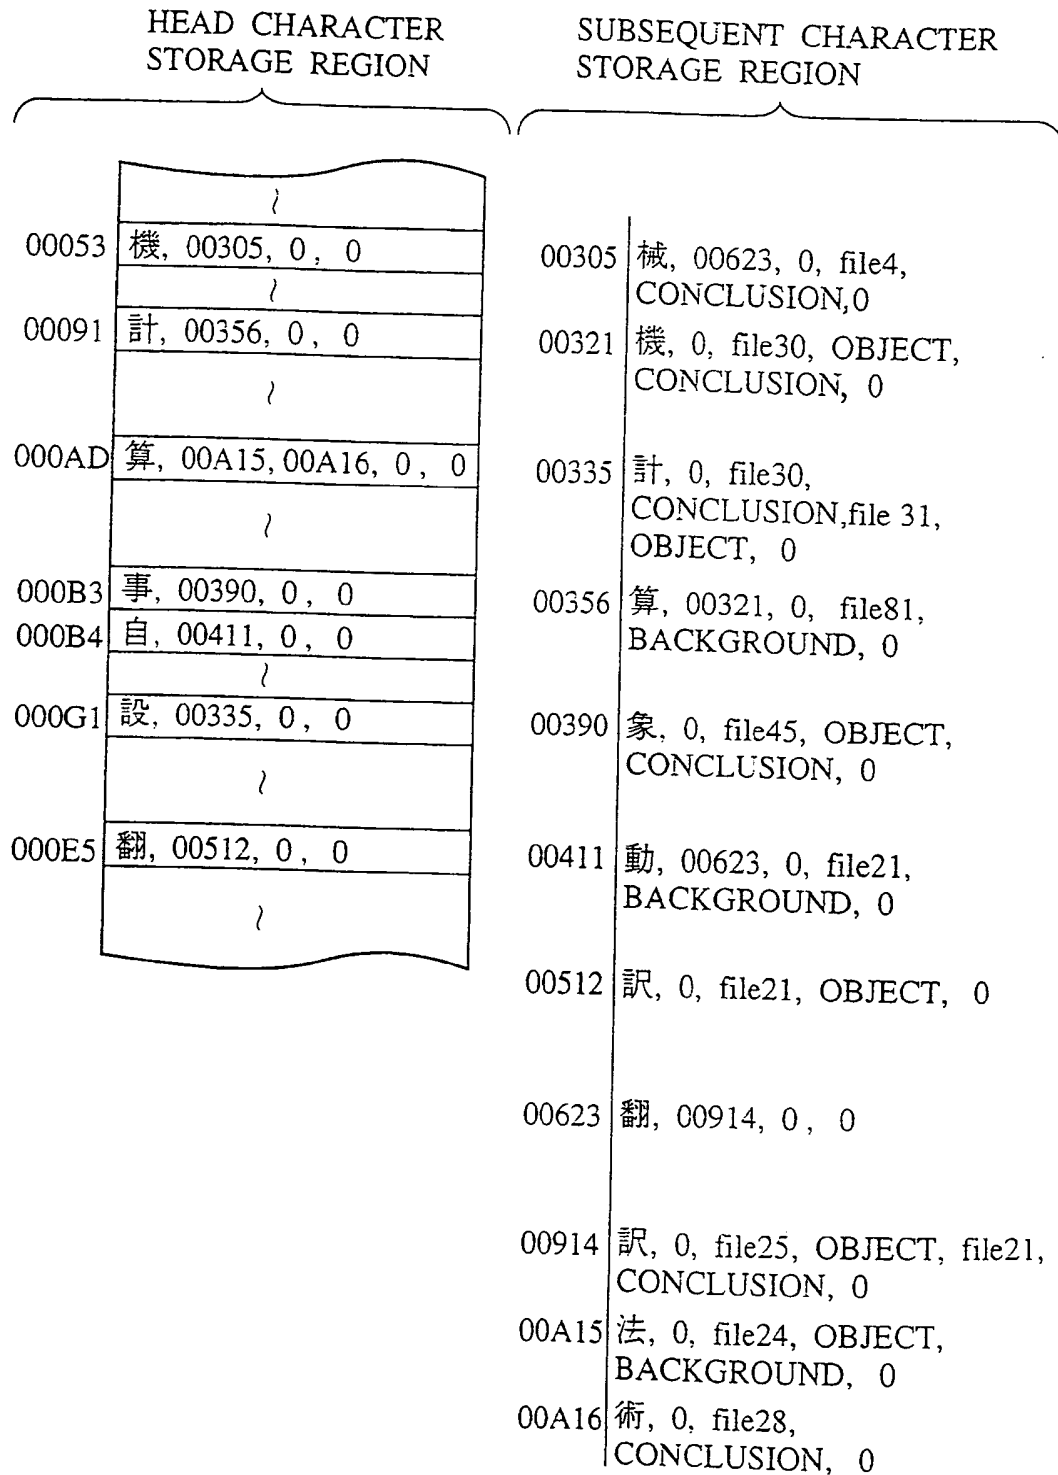 HEAD CHARACTER
STORAGE REGION
00053 機, 00305, 0, 0
00091 計, 00356, 0, 0
000AD 算, 00A15, 00A16, 0, 0
000B3 事, 00390, 0, 0
000B4 自, 00411, 0, 0
000G1 設, 00335, 0, 0
000E5 翻, 00512, 0, 0
SUBSEQUENT CHARACTER
STORAGE REGION
00305 械, 00623, 0, file4,
CONCLUSION,0
00321 機, 0, file30, OBJECT,
CONCLUSION, 0
00335 計, 0, file30,
CONCLUSION,file 31,
OBJECT, 0
00356 算, 00321, 0, file81,
BACKGROUND, 0
00390 象, 0, file45, OBJECT,
CONCLUSION, 0
00411 動, 00623, 0, file21,
BACKGROUND, 0
00512 訳, 0, file21, OBJECT, 0
00623 翻, 00914, 0, 0
00914 訳, 0, file25, OBJECT, file21,
CONCLUSION, 0
00A15 法, 0, file24, OBJECT,
BACKGROUND, 0
00A16 術, 0, file28,
CONCLUSION, 0